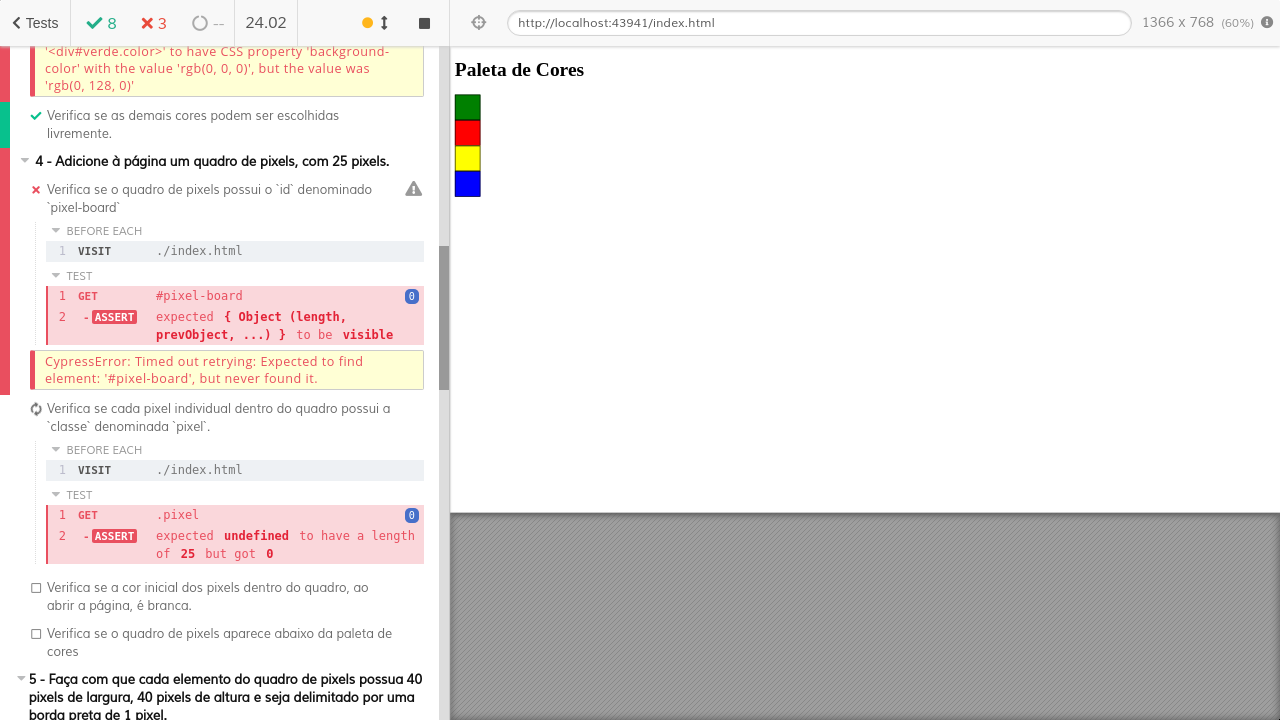 Tests
8
3
--
24.02
http://localhost:43941/index.html
1366 x 768 (60%)
'<div#verde.color>' to have CSS property 'background-
color' with the value 'rgb(0, 0, 0)', but the value was
'rgb(0, 128, 0)'
Verifica se as demais cores podem ser escolhidas
livremente.
4 - Adicione à página um quadro de pixels, com 25 pixels.
Verifica se o quadro de pixels possui o `id` denominado
`pixel-board`
BEFORE EACH
1 VISIT ./index.html
TEST
1 GET #pixel-board 0
2 -ASSERT expected { Object (length,
prevObject, ...) } to be visible
CypressError: Timed out retrying: Expected to find
element: '#pixel-board', but never found it.
Verifica se cada pixel individual dentro do quadro possui a
`classe` denominada `pixel`.
BEFORE EACH
1 VISIT ./index.html
TEST
1 GET .pixel 0
2 -ASSERT expected undefined to have a length
of 25 but got 0
Verifica se a cor inicial dos pixels dentro do quadro, ao
abrir a página, é branca.
Verifica se o quadro de pixels aparece abaixo da paleta de
cores
5 - Faça com que cada elemento do quadro de pixels possua 40
pixels de largura, 40 pixels de altura e seja delimitado por uma
borda preta de 1 pixel.
Paleta de Cores